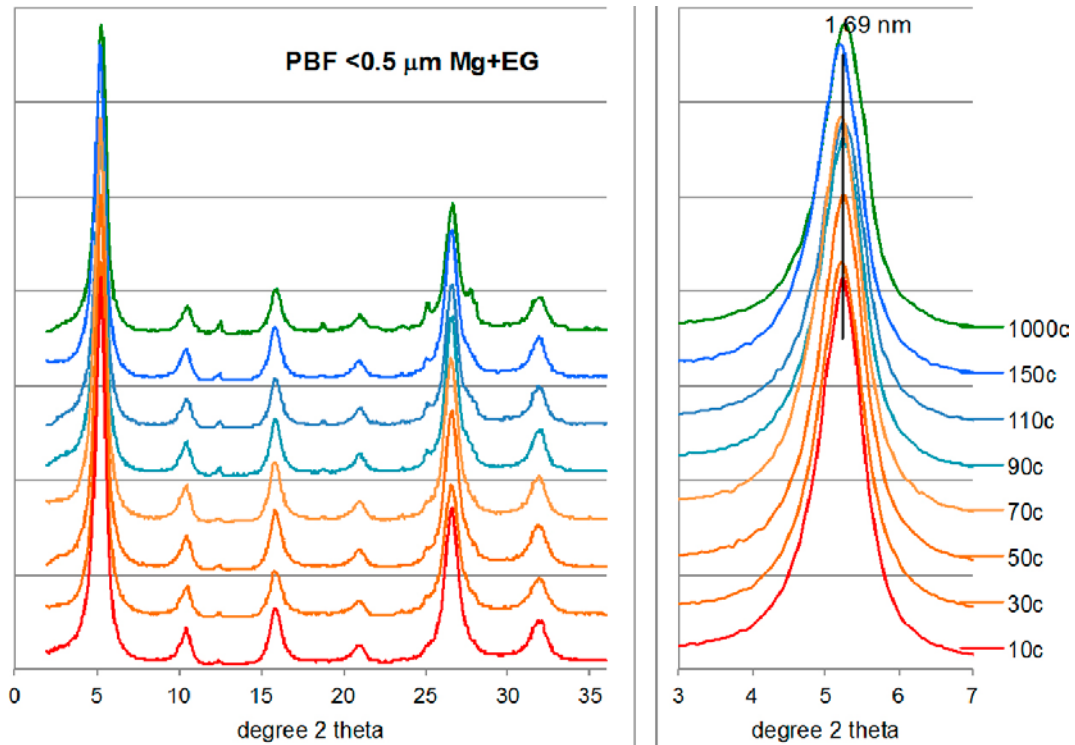 1.69 nm
PBF <0.5 μm Mg+EG
1000c
150c
110c
90c
70c
50c
30c
10c
0 5 10 15 20 25 30 35
3 4 5 6 7
degree 2 theta
degree 2 theta